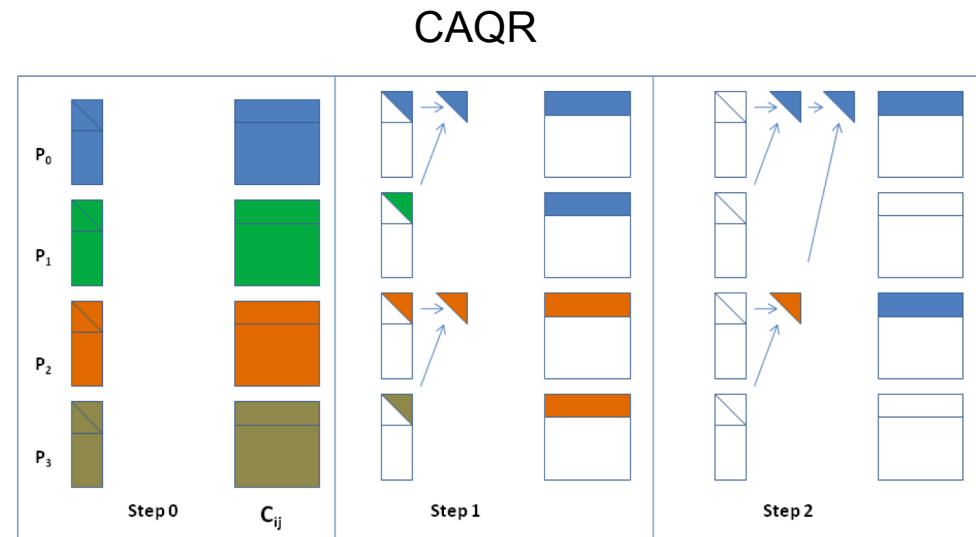 CAQR
P0
P1
P2
P3
Step 0
Cij
Step 1
Step 2